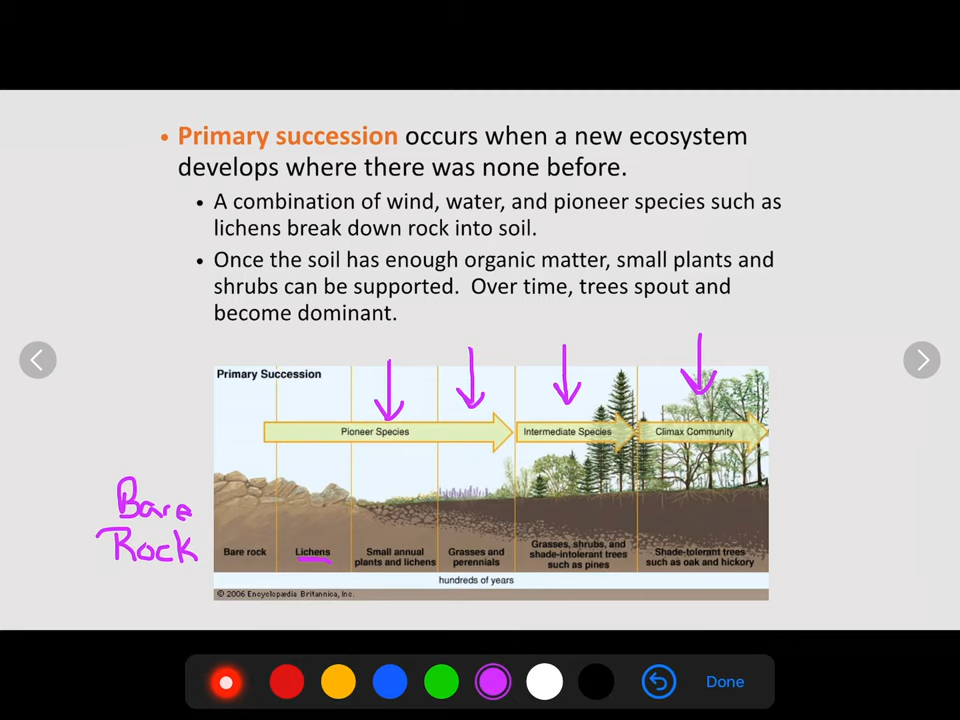 • Primary succession occurs when a new ecosystem
develops where there was none before.
• A combination of wind, water, and pioneer species such as
lichens break down rock into soil.
• Once the soil has enough organic matter, small plants and
shrubs can be supported. Over time, trees spout and
become dominant.
Primary Succession
Pioneer Species
Intermediate Species
Climax Community
Bare
Rock
Bare rock
Lichens
Small annual
plants and lichens
Grasses and
perennials
Grasses, shrubs, and
shade-intolerant trees
such as pines
Shade-tolerant trees
such as oak and hickory
hundreds of years
© 2006 Encyclopædia Britannica, Inc.
Done